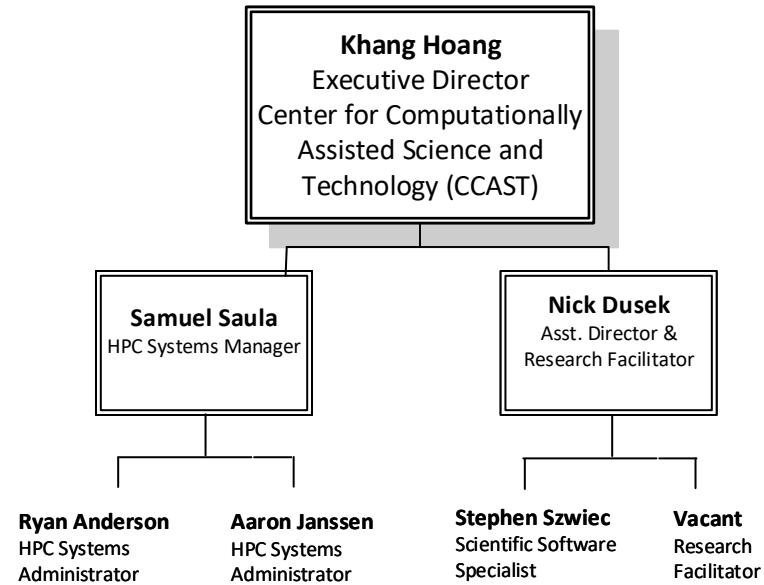 Khang Hoang
Executive Director
Center for Computationally
Assisted Science and
Technology (CCAST)
Samuel Saula
HPC Systems Manager
Nick Dusek
Asst. Director &
Research Facilitator
Ryan Anderson
HPC Systems
Administrator
Aaron Janssen
HPC Systems
Administrator
Stephen Szwiec
Scientific Software
Specialist
Vacant
Research
Facilitator